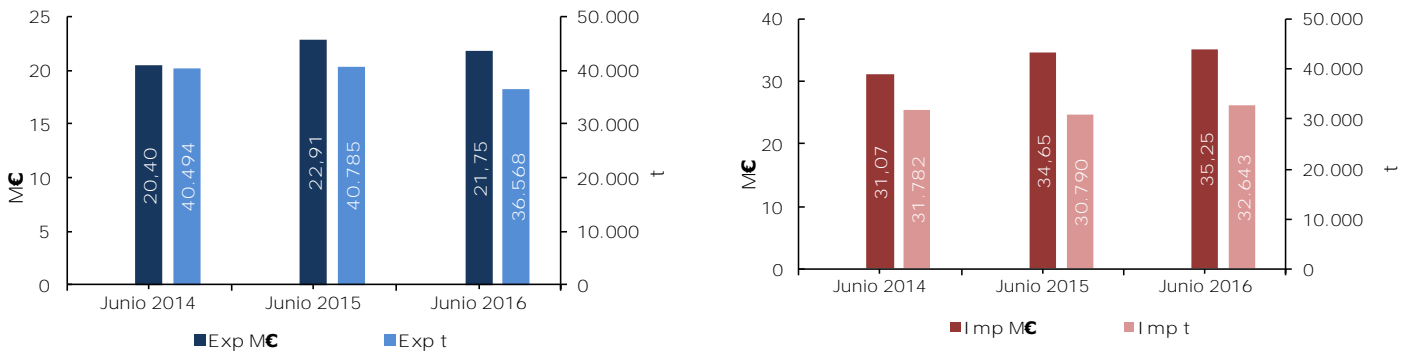 25
20
15
10
5
0
M€
50.000
40.000
30.000
20.000
10.000
0
t
20,40
40.494
22,91
40.785
21,75
36.568
Junio 2014
Junio 2015
Junio 2016
Exp M€
Exp t
40
30
20
10
0
M€
50.000
40.000
30.000
20.000
10.000
0
t
31,07
31.782
34,65
30.790
35,25
32.643
Junio 2014
Junio 2015
Junio 2016
Imp M€
Imp t